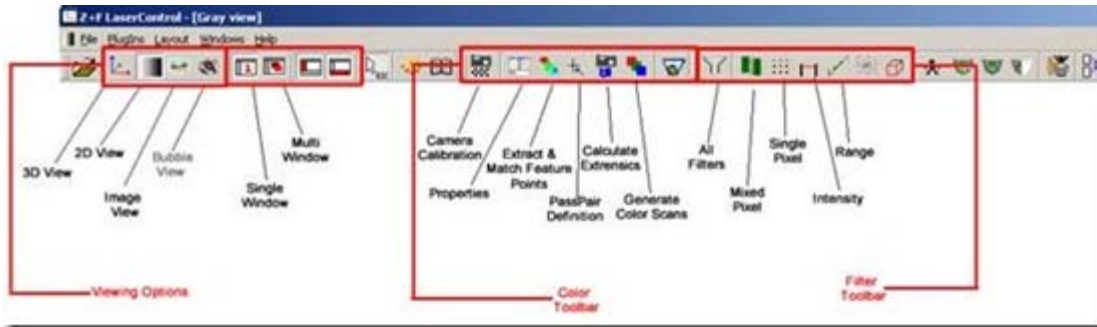 Z+F LaserControl - [Gray view]
File PlugIns Layout Windows Help
3D View
2D View
Image
View
Bubble
View
Single
Window
Multi
Window
Camera
Calibration
Properties
Extract &
Match Feature
Points
PassPair
Definition
Calculate
Extrensics
Generate
Color Scans
All
Filters
Mixed
Pixel
Single
Pixel
Intensity
Range
Viewing Options
Color
Toolbar
Filter
Toolbar